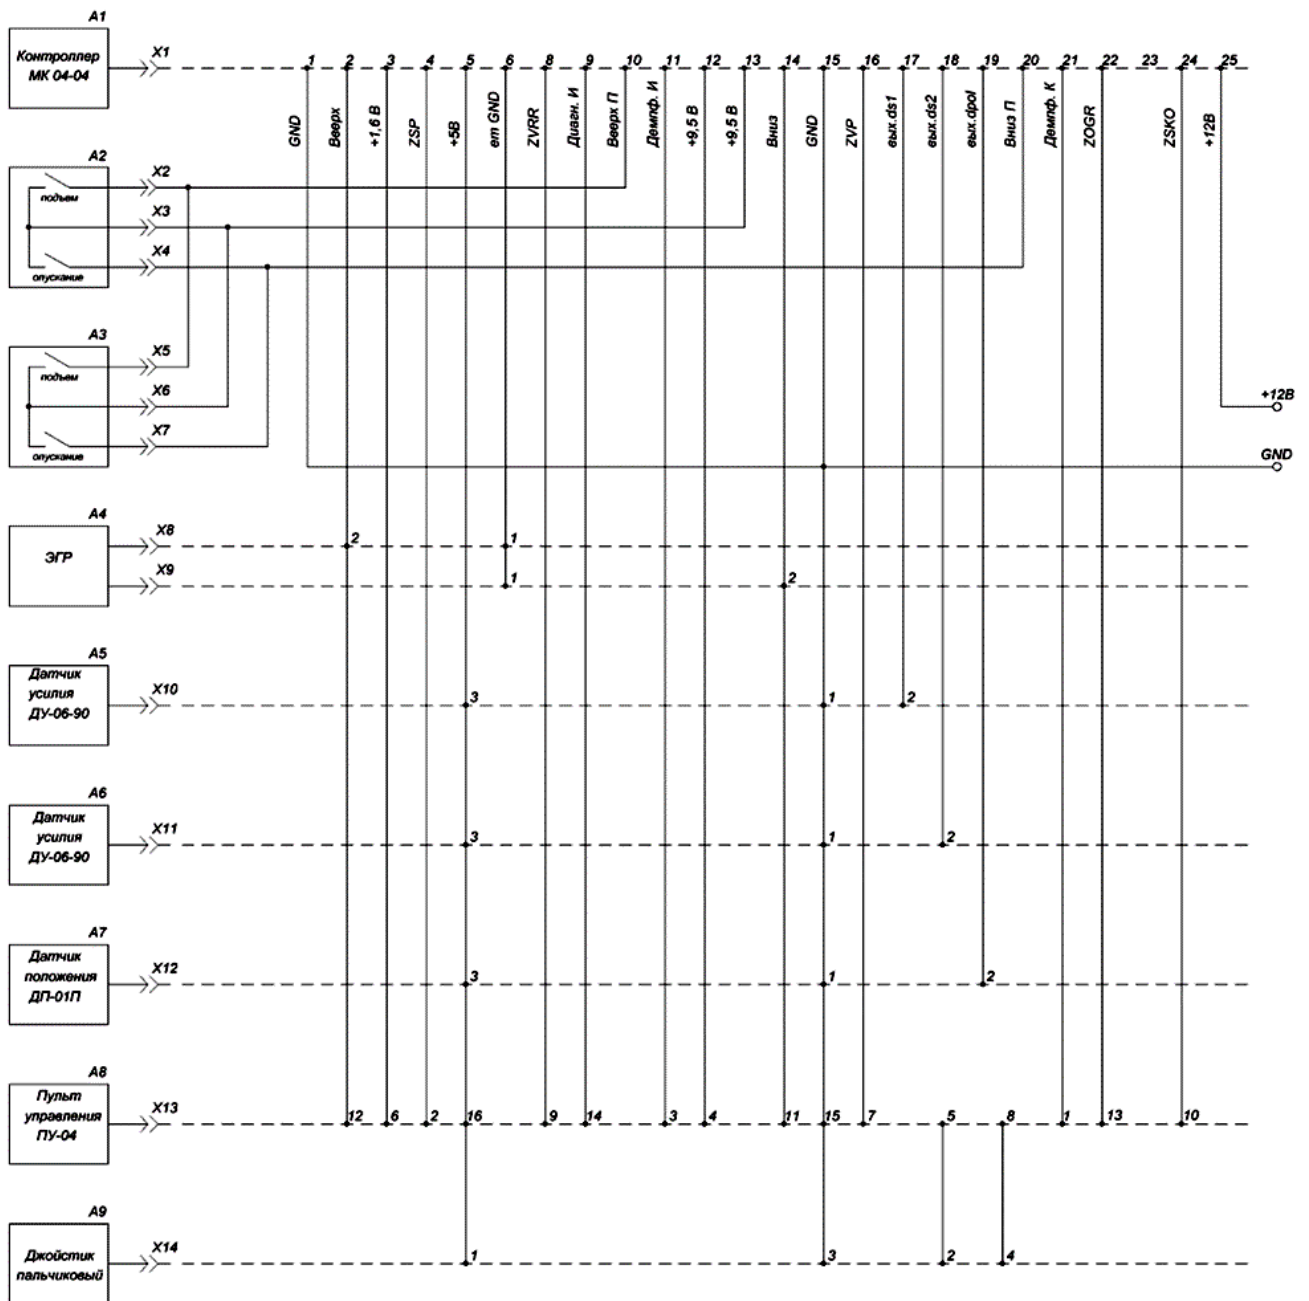 A1
Контроллер
МК 04-04
X1
1 2 3 4 5 6 8 9 10 11 12 13 14 15 16 17 18 19 20 21 22 23 24 25
GND
Вверх
+1,6 В
ZSP
+5В
em GND
ZVRR
Диагн. И
Вверх П
Демпф. И
+9,5 В
+9,5 В
Вниз
GND
ZVP
вых.ds1
вых.ds2
вых.dpol
Вниз П
Демпф. К
ZOGR
ZSKO
+12В
A2
подъем
опускание
X2
X3
X4
A3
подъем
опускание
X5
X6
X7
+12В
GND
A4
ЭГР
X8
2 1
X9
1 2
A5
Датчик
усилия
ДУ-06-90
X10
3 1 2
A6
Датчик
усилия
ДУ-06-90
X11
3 1 2
A7
Датчик
положения
ДП-01П
X12
3 1 2
A8
Пульт
управления
ПУ-04
X13
12 6 2 16 9 14 3 4 11 15 7 5 8 1 13 10
A9
Джойстик
пальчиковый
X14
1 3 2 4